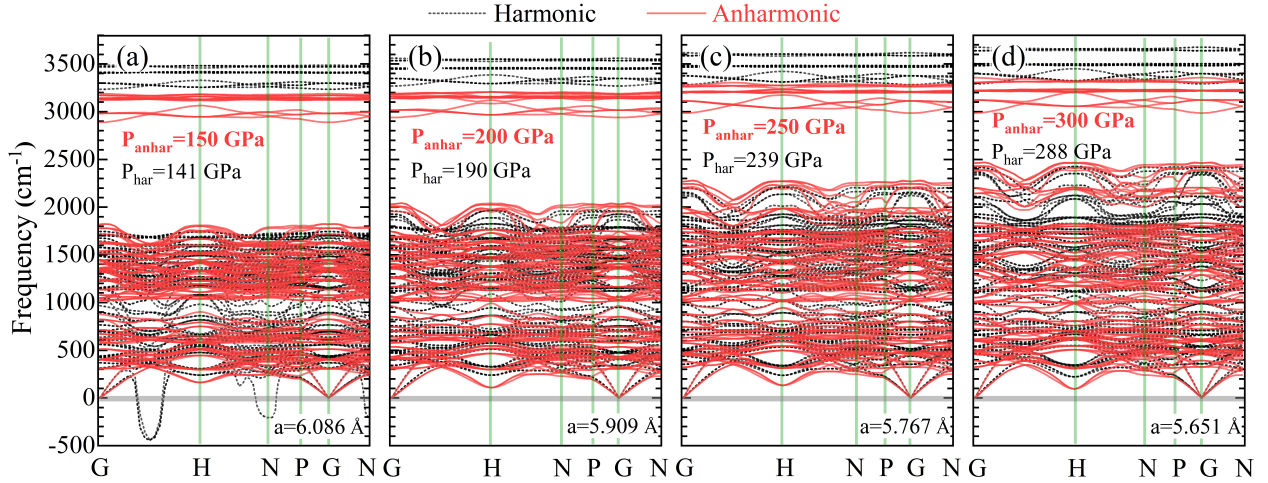 Harmonic Anharmonic
(a) (b) (c) (d)
3500
3000
2500
2000
1500
1000
500
0
-500
Frequency (cm-1)
Panhar=150 GPa
Phar=141 GPa
a=6.086 Å
Panhar=200 GPa
Phar=190 GPa
a=5.909 Å
Panhar=250 GPa
Phar=239 GPa
a=5.767 Å
Panhar=300 GPa
Phar=288 GPa
a=5.651 Å
G H N P G N G H N P G N G H N P G N G H N P G N